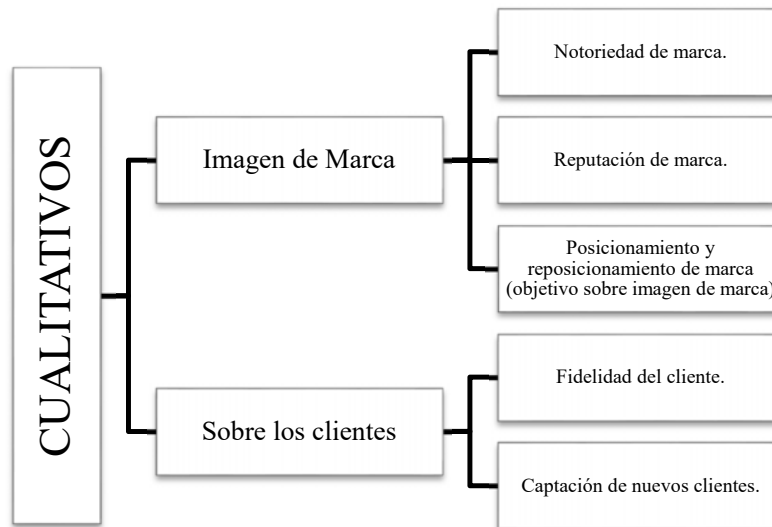 CUALITATIVOS
Imagen de Marca
Notoriedad de marca.
Reputación de marca.
Posicionamiento y
reposicionamiento de marca
(objetivo sobre imagen de marca)
Sobre los clientes
Fidelidad del cliente.
Captación de nuevos clientes.